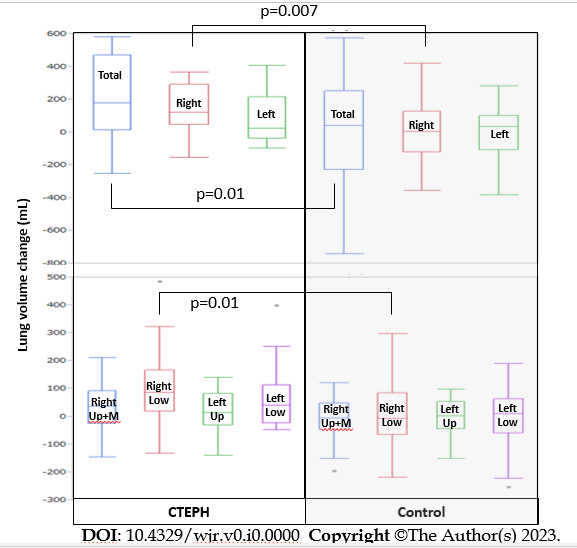 p=0.007
600
400
200
0
-200
-400
-600
-800
Total
Right
Left
Total
Right
Left
p=0.01
Lung volume change (mL)
500
400
300
200
100
0
-100
-200
-300
p=0.01
Right
Up+M
Right
Low
Left
Up
Left
Low
Right
Up+M
Right
Low
Left
Up
Left
Low
CTEPH
Control
DOI: 10.4329/wjr.v0.i0.0000 Copyright ©The Author(s) 2023.